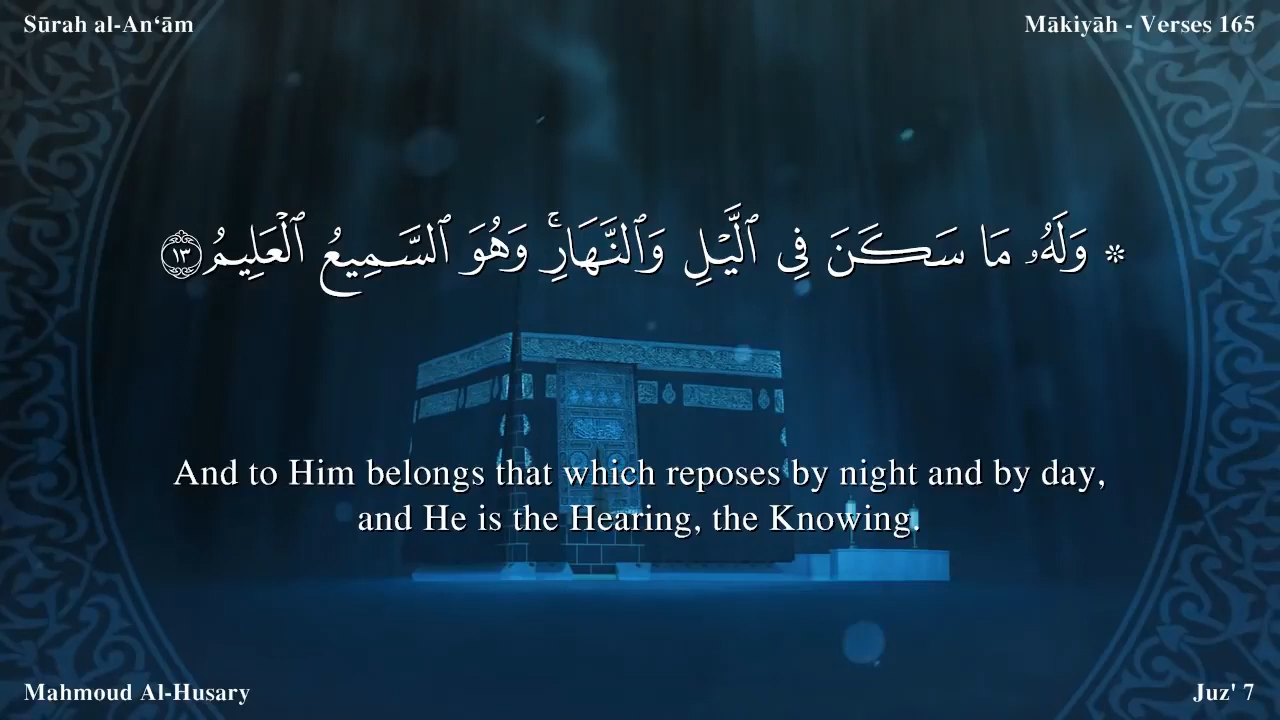 Sūrah al-An‘ām
Mākiyāh - Verses 165
۞ وَلَهُۥ مَا سَكَنَ فِى ٱلَّيْلِ وَٱلنَّهَارِ ۚ وَهُوَ ٱلسَّمِيعُ ٱلْعَلِيمُ ١٣
And to Him belongs that which reposes by night and by day,
and He is the Hearing, the Knowing.
Mahmoud Al-Husary
Juz' 7